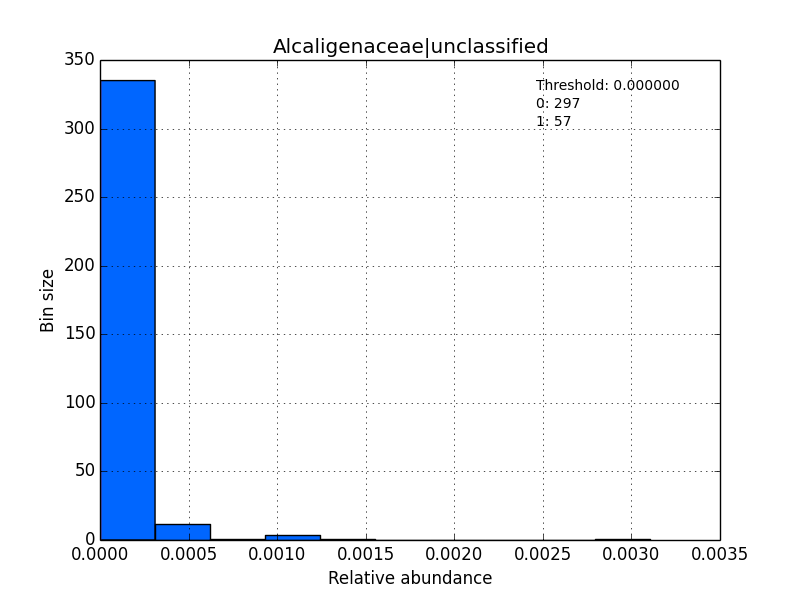 Alcaligenaceae|unclassified
Threshold: 0.000000
0: 297
1: 57
350
300
250
200
150
100
50
0
Bin size
0.0000 0.0005 0.0010 0.0015 0.0020 0.0025 0.0030 0.0035
Relative abundance